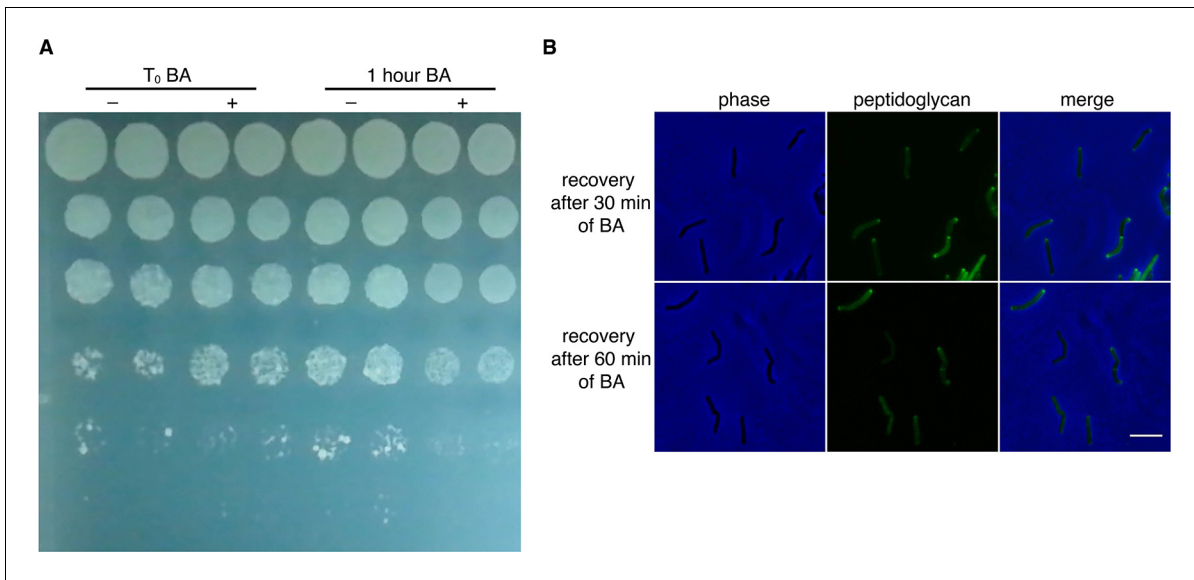 A
B
T₀ BA
1 hour BA
– + – +
phase peptidoglycan merge
recovery
after 30 min
of BA
recovery
after 60 min
of BA